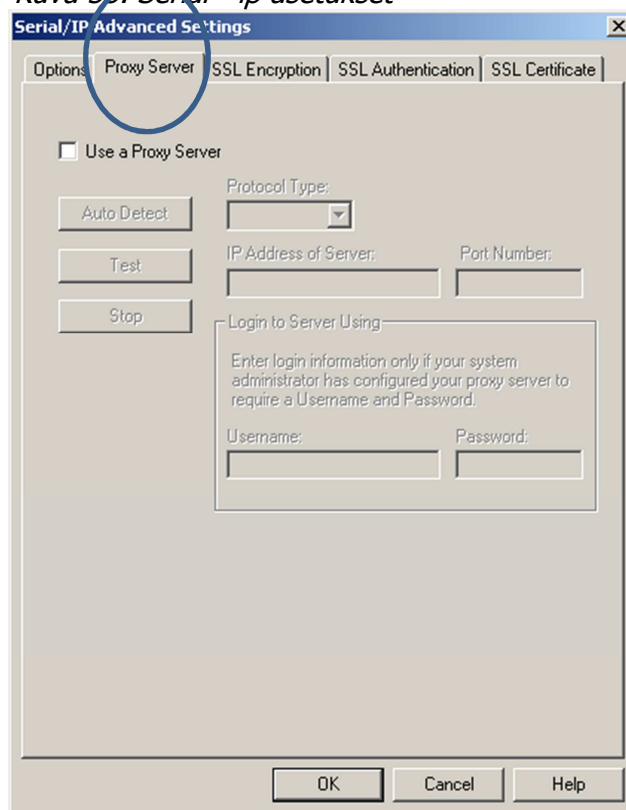 Serial/IP Advanced Settings
Options Proxy Server SSL Encryption SSL Authentication SSL Certificate
Use a Proxy Server
Protocol Type:
Auto Detect
IP Address of Server: Port Number:
Test
Stop
Login to Server Using
Enter login information only if your system
administrator has configured your proxy server to
require a Username and Password.
Username: Password:
OK Cancel Help